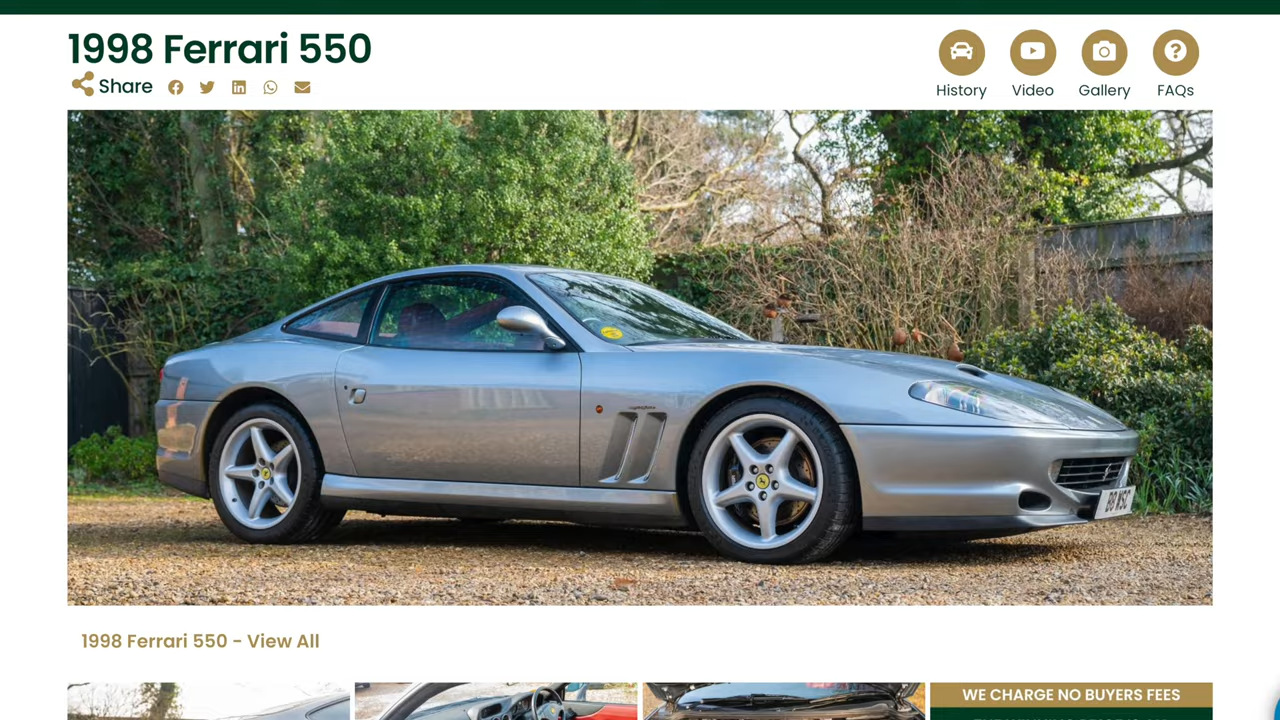 1998 Ferrari 550
Share
History
Video
Gallery
FAQs
1998 Ferrari 550 - View All
WE CHARGE NO BUYERS FEES